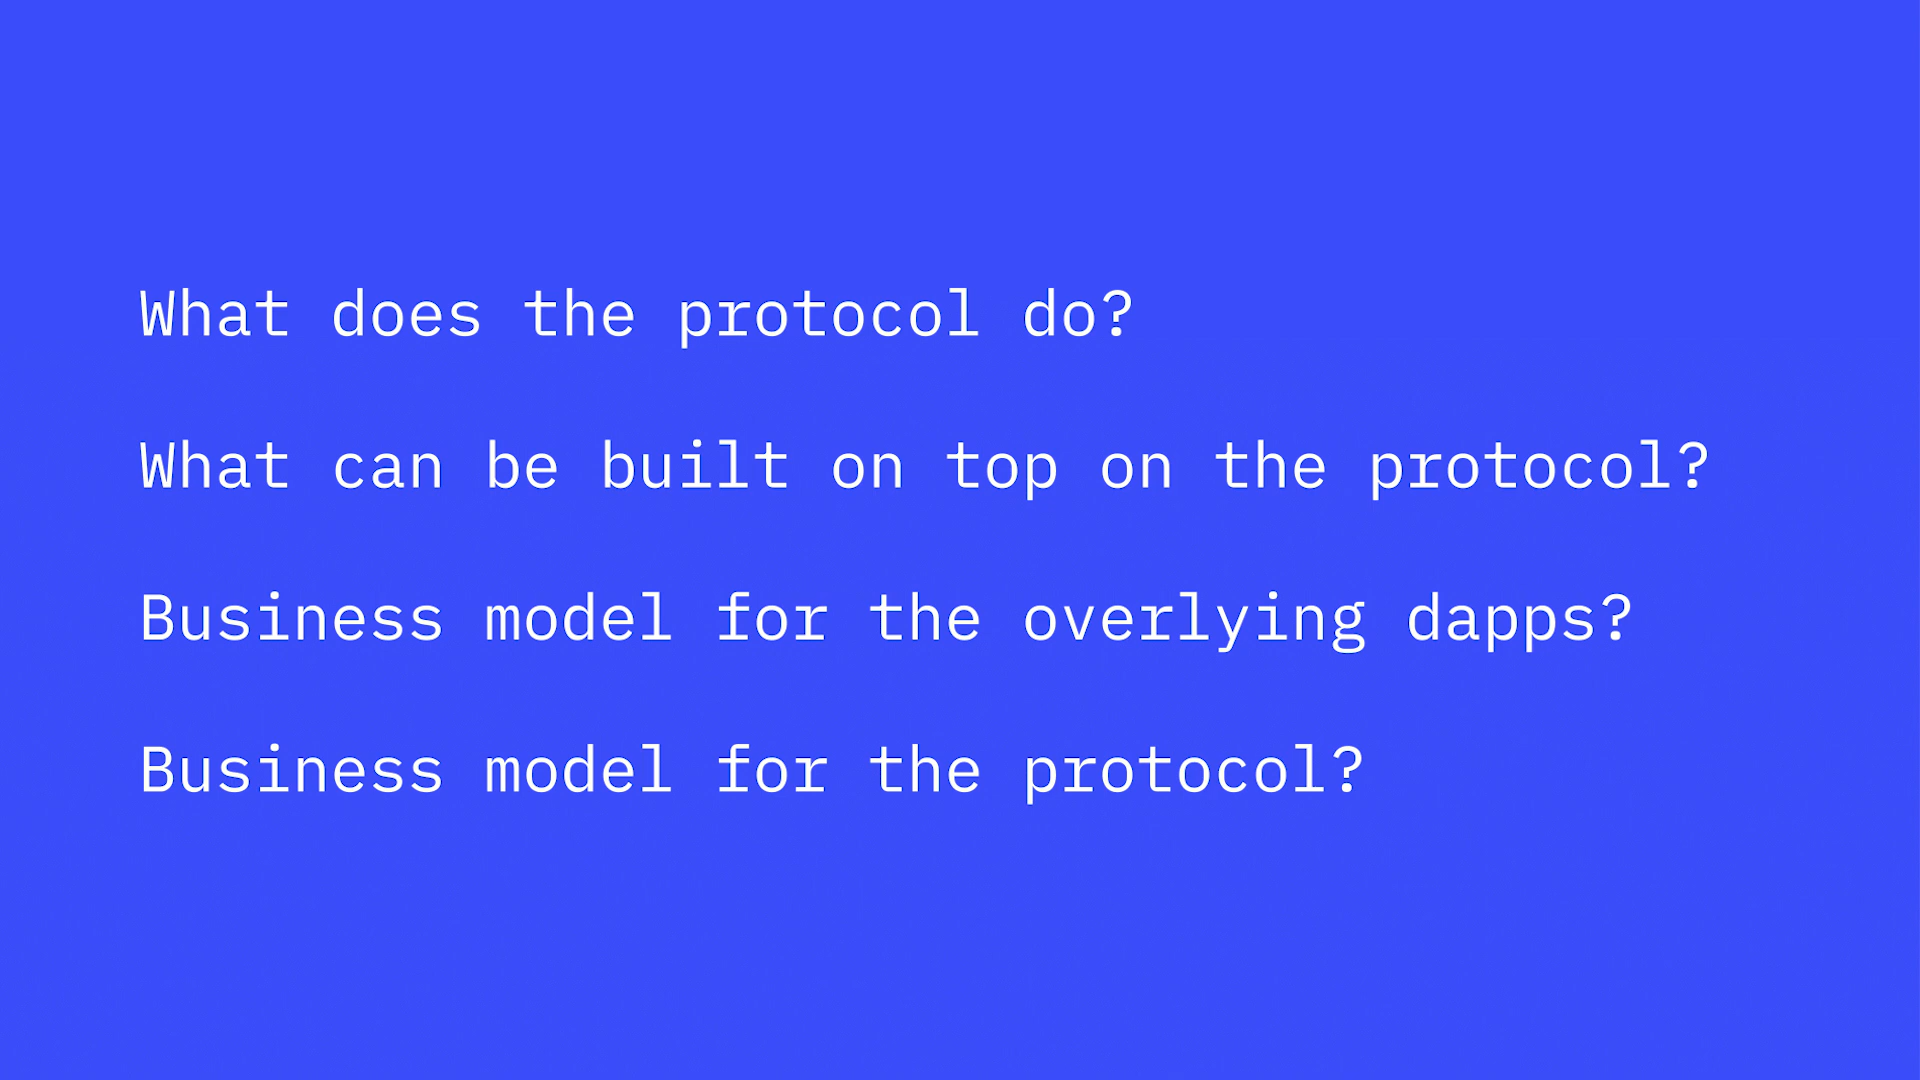 What does the protocol do?
What can be built on top on the protocol?
Business model for the overlying dapps?
Business model for the protocol?